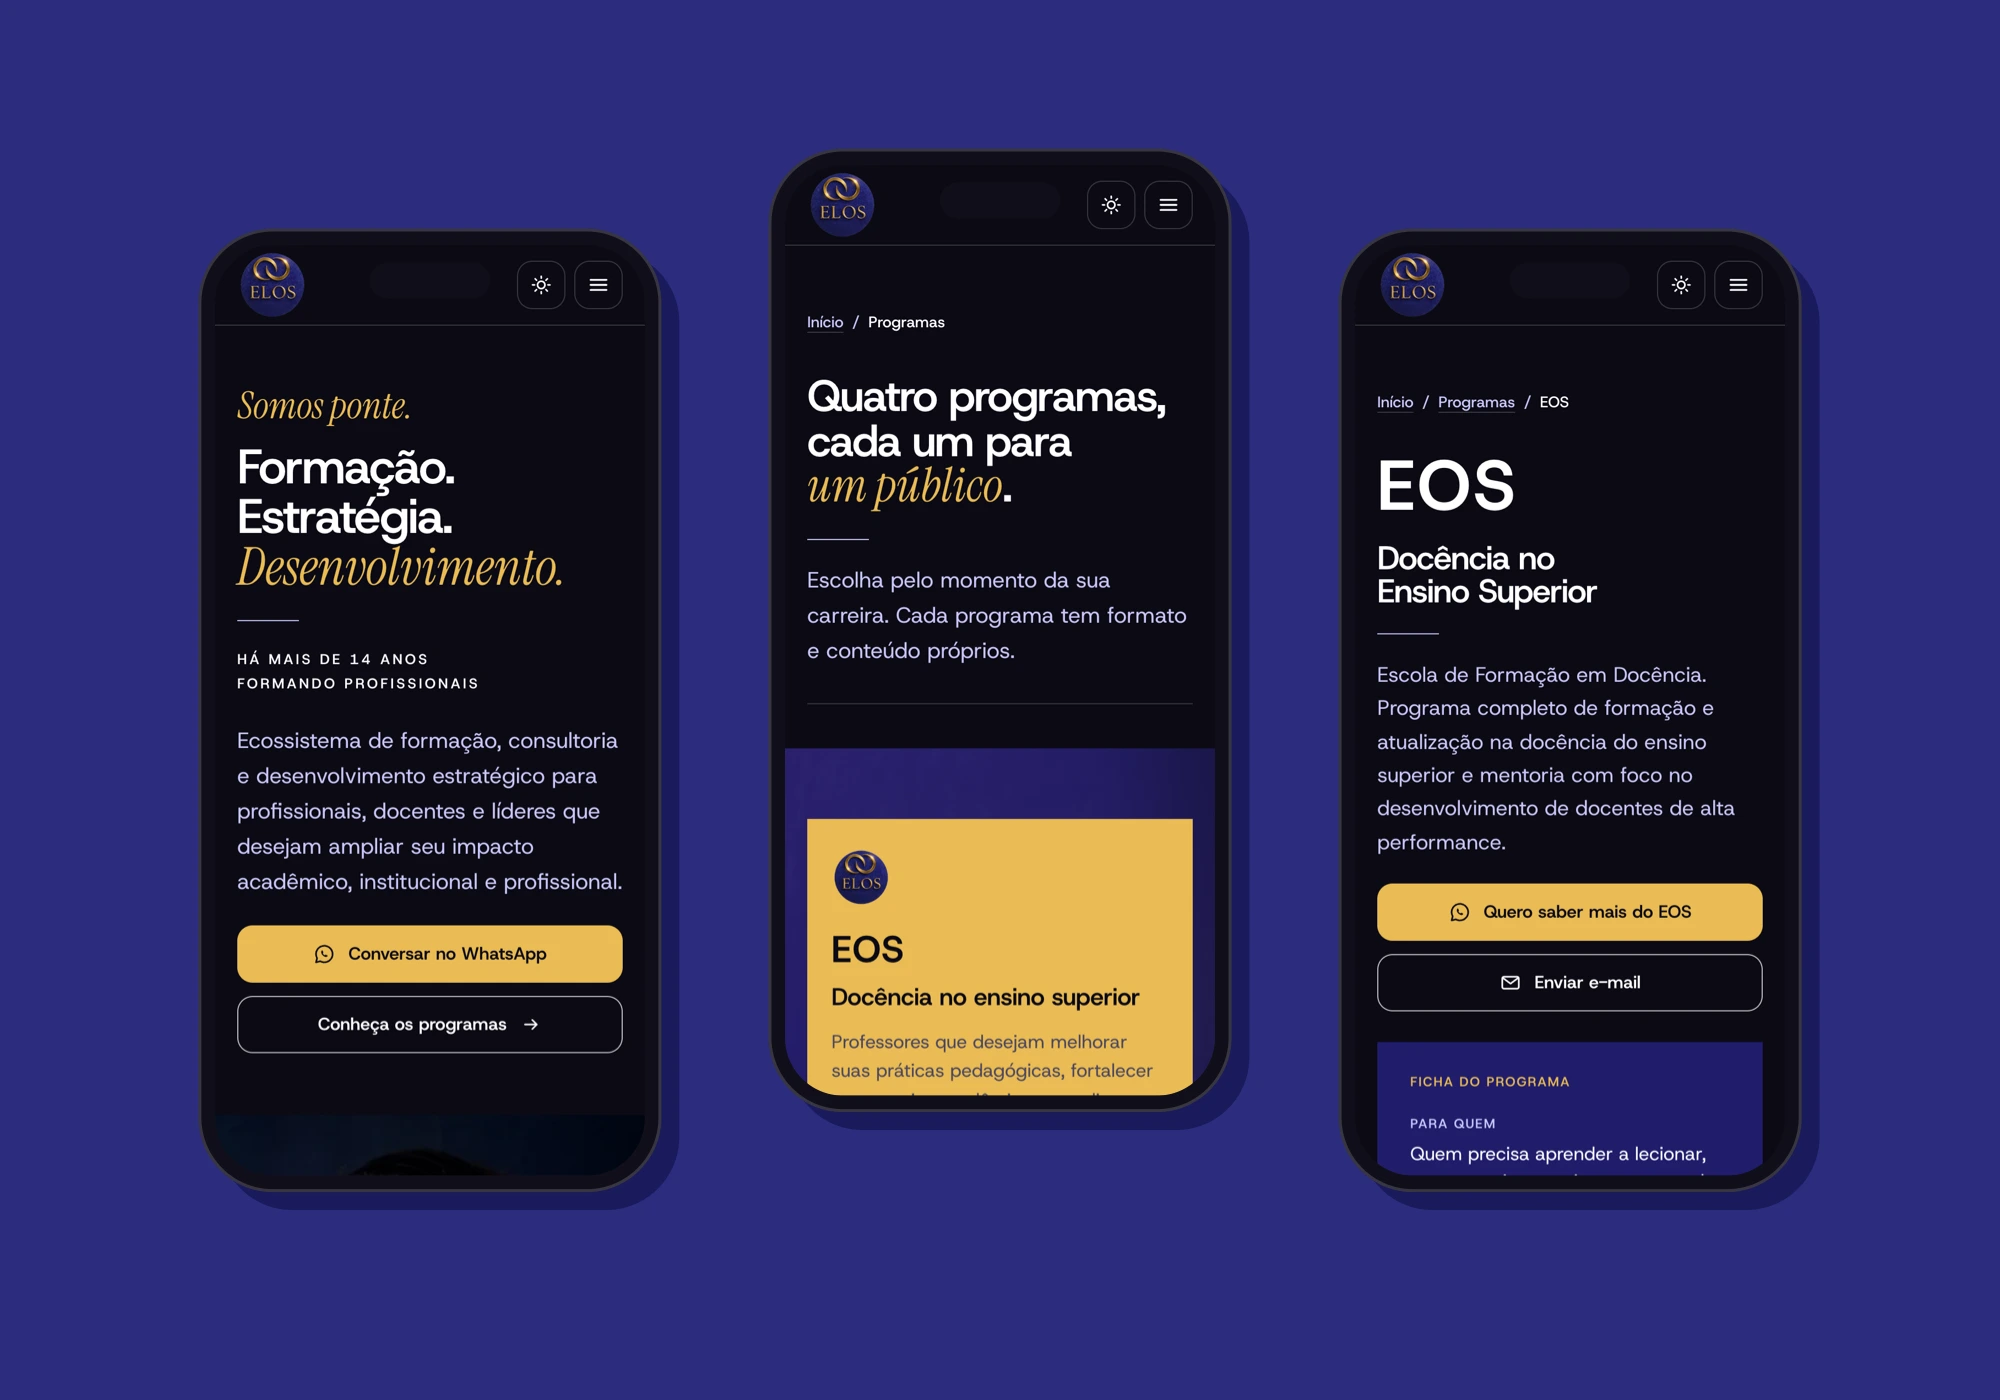 ELOS
Somos ponte.
Formação.
Estratégia.
Desenvolvimento.
HÁ MAIS DE 14 ANOS
FORMANDO PROFISSIONAIS
Ecossistema de formação, consultoria
e desenvolvimento estratégico para
profissionais, docentes e líderes que
desejam ampliar seu impacto
acadêmico, institucional e profissional.
Conversar no WhatsApp
Conheça os programas →
ELOS
Início / Programas
Quatro programas,
cada um para
um público.
Escolha pelo momento da sua
carreira. Cada programa tem formato
e conteúdo próprios.
ELOS
EOS
Docência no ensino superior
Professores que desejam melhorar
suas práticas pedagógicas, fortalecer
ELOS
Início / Programas / EOS
EOS
Docência no
Ensino Superior
Escola de Formação em Docência.
Programa completo de formação e
atualização na docência do ensino
superior e mentoria com foco no
desenvolvimento de docentes de alta
performance.
Quero saber mais do EOS
Enviar e-mail
FICHA DO PROGRAMA
PARA QUEM
Quem precisa aprender a lecionar,